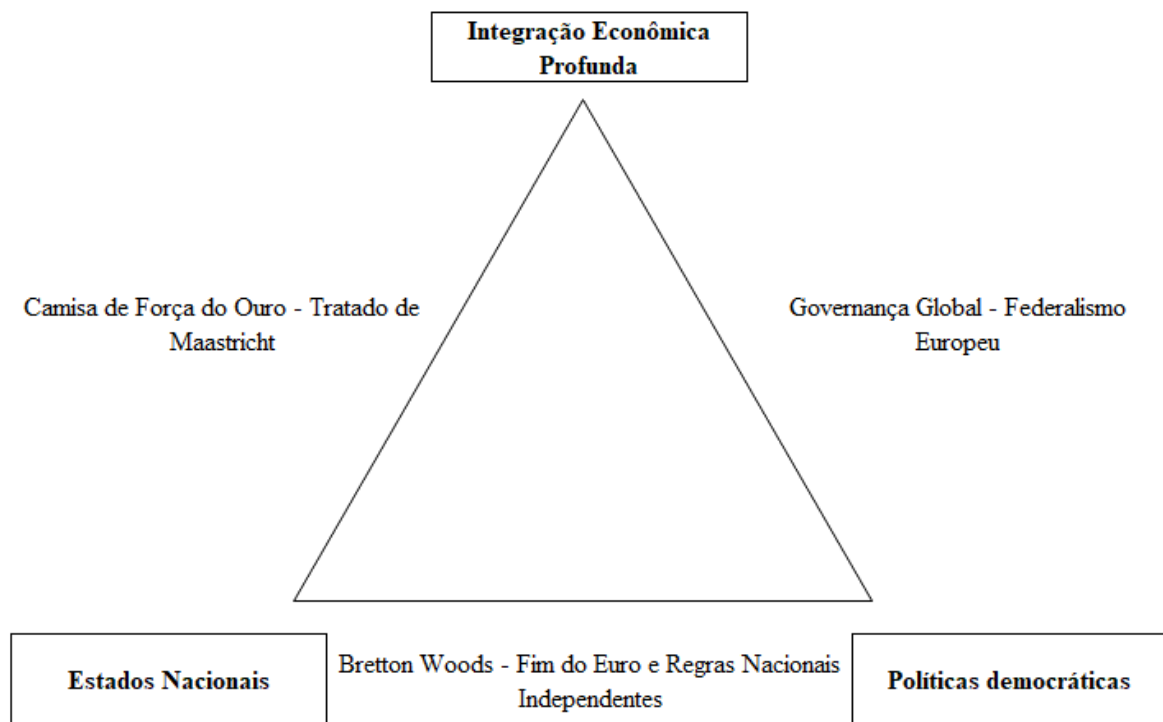 Integração Econômica
Profunda
Camisa de Força do Ouro - Tratado de
Maastricht
Governança Global - Federalismo
Europeu
Estados Nacionais
Bretton Woods - Fim do Euro e Regras Nacionais
Independentes
Políticas democráticas